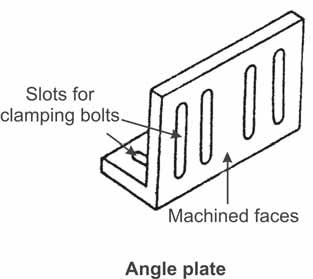 Slots for
clamping bolts
Machined faces
Angle plate